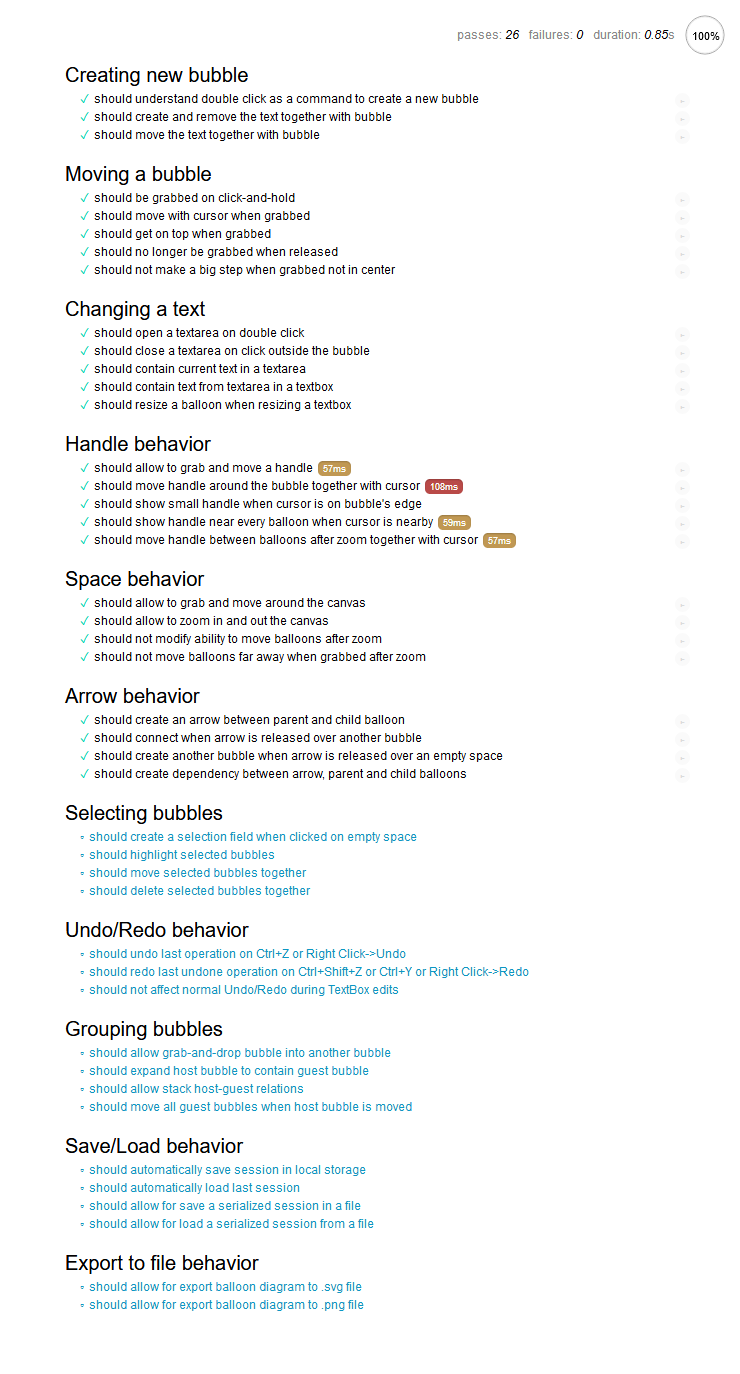 passes: 26 failures: 0 duration: 0.85s 100%
Creating new bubble
✓ should understand double click as a command to create a new bubble
✓ should create and remove the text together with bubble
✓ should move the text together with bubble
Moving a bubble
✓ should be grabbed on click-and-hold
✓ should move with cursor when grabbed
✓ should get on top when grabbed
✓ should no longer be grabbed when released
✓ should not make a big step when grabbed not in center
Changing a text
✓ should open a textarea on double click
✓ should close a textarea on click outside the bubble
✓ should contain current text in a textarea
✓ should contain text from textarea in a textbox
✓ should resize a balloon when resizing a textbox
Handle behavior
✓ should allow to grab and move a handle 57ms
✓ should move handle around the bubble together with cursor 108ms
✓ should show small handle when cursor is on bubble's edge
✓ should show handle near every balloon when cursor is nearby 59ms
✓ should move handle between balloons after zoom together with cursor 57ms
Space behavior
✓ should allow to grab and move around the canvas
✓ should allow to zoom in and out the canvas
✓ should not modify ability to move balloons after zoom
✓ should not move balloons far away when grabbed after zoom
Arrow behavior
✓ should create an arrow between parent and child balloon
✓ should connect when arrow is released over another bubble
✓ should create another bubble when arrow is released over an empty space
✓ should create dependency between arrow, parent and child balloons
Selecting bubbles
should create a selection field when clicked on empty space
should highlight selected bubbles
should move selected bubbles together
should delete selected bubbles together
Undo/Redo behavior
should undo last operation on Ctrl+Z or Right Click->Undo
should redo last undone operation on Ctrl+Shift+Z or Ctrl+Y or Right Click->Redo
should not affect normal Undo/Redo during TextBox edits
Grouping bubbles
should allow grab-and-drop bubble into another bubble
should expand host bubble to contain guest bubble
should allow stack host-guest relations
should move all guest bubbles when host bubble is moved
Save/Load behavior
should automatically save session in local storage
should automatically load last session
should allow for save a serialized session in a file
should allow for load a serialized session from a file
Export to file behavior
should allow for export balloon diagram to .svg file
should allow for export balloon diagram to .png file